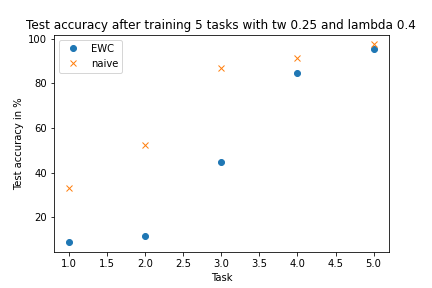 Test accuracy after training 5 tasks with tw 0.25 and lambda 0.4
EWC
naive
Test accuracy in %
100
80
60
40
20
1.0 1.5 2.0 2.5 3.0 3.5 4.0 4.5 5.0
Task